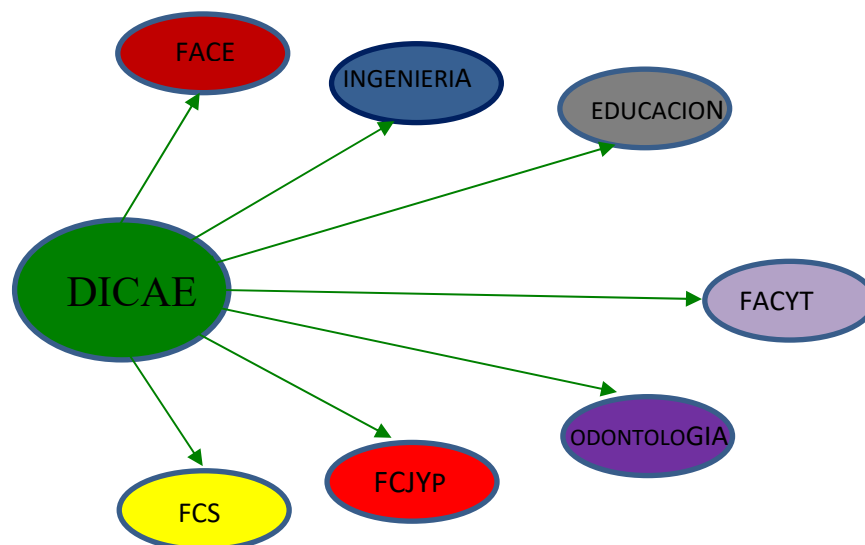 FACE
INGENIERIA
EDUCACION
DICAE
FACYT
ODONTOLOGIA
FCJYP
FCS